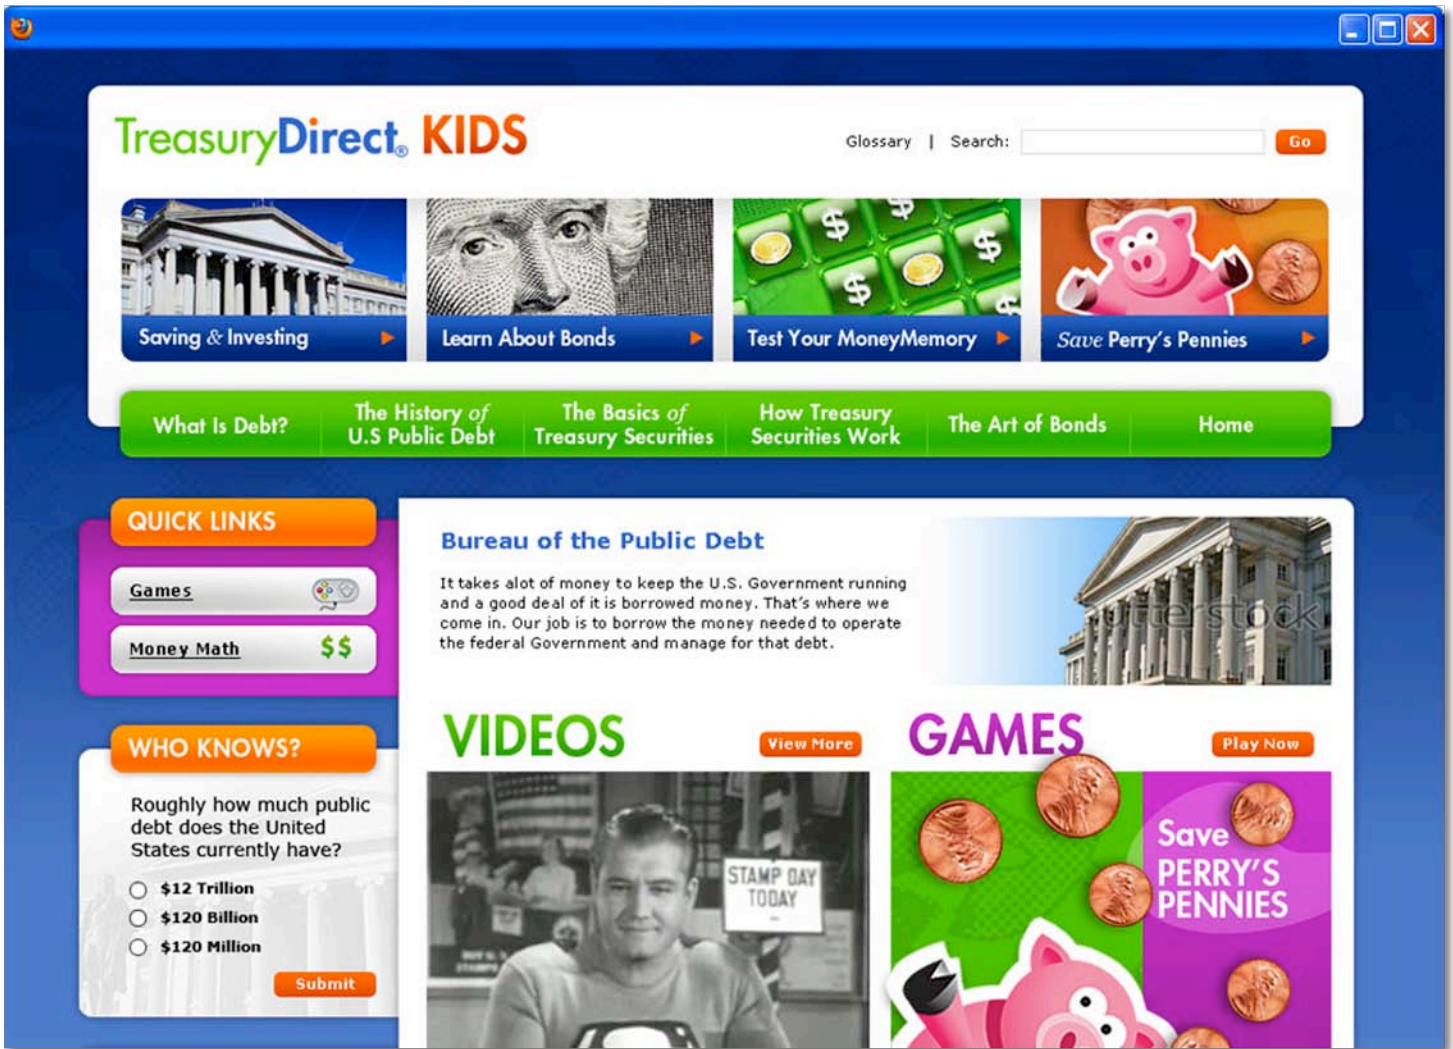 TreasuryDirect® KIDS
Glossary | Search: Go
Saving & Investing
Learn About Bonds
Test Your MoneyMemory
Save Perry's Pennies
What Is Debt?
The History of
U.S Public Debt
The Basics of
Treasury Securities
How Treasury
Securities Work
The Art of Bonds
Home
QUICK LINKS
Games
Money Math $$
WHO KNOWS?
Roughly how much public
debt does the United
States currently have?
$12 Trillion
$120 Billion
$120 Million
Submit
Bureau of the Public Debt
It takes alot of money to keep the U.S. Government running
and a good deal of it is borrowed money. That's where we
come in. Our job is to borrow the money needed to operate
the federal Government and manage for that debt.
utterstock
VIDEOS
View More
STAMP DAY
TODAY
GAMES
Play Now
Save
PERRY'S
PENNIES